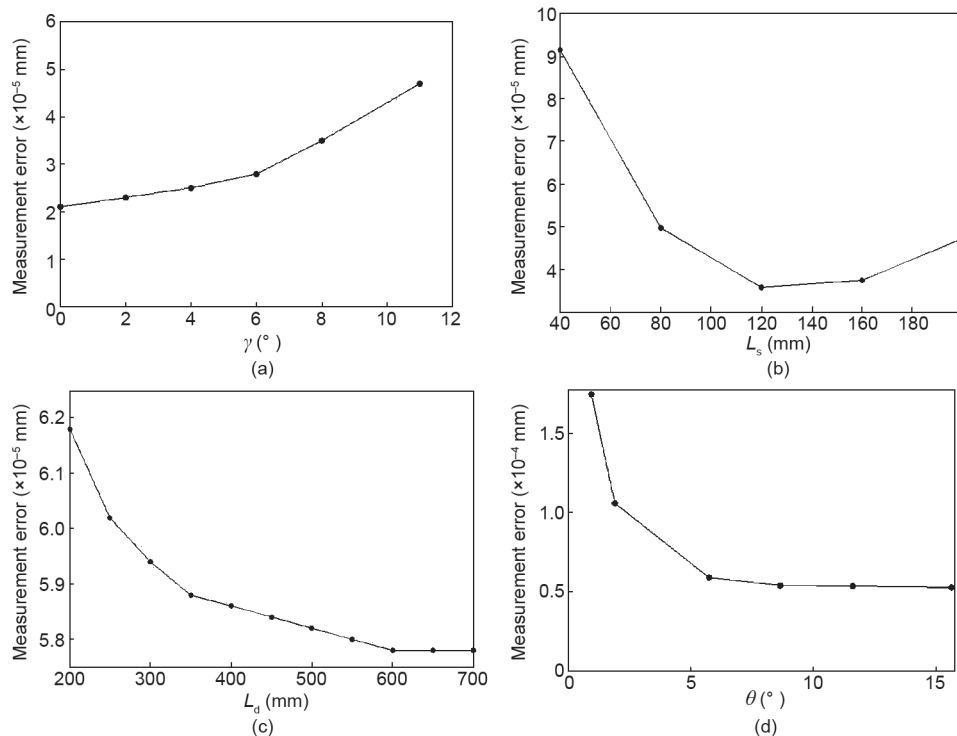 Measurement error (×10⁻⁵ mm)
6
5
4
3
2
1
0
0 2 4 6 8 10 12
γ (°)
(a)
Measurement error (×10⁻⁵ mm)
10
9
8
7
5
4
40 60 80 100 120 140 160 180
Ls (mm)
(b)
Measurement error (×10⁻⁵ mm)
6.2
6.1
6.0
5.9
5.8
200 300 400 500 600 700
Ld (mm)
(c)
Measurement error (×10⁻⁴ mm)
1.5
1.0
0.5
0
0 5 10 15
θ (°)
(d)